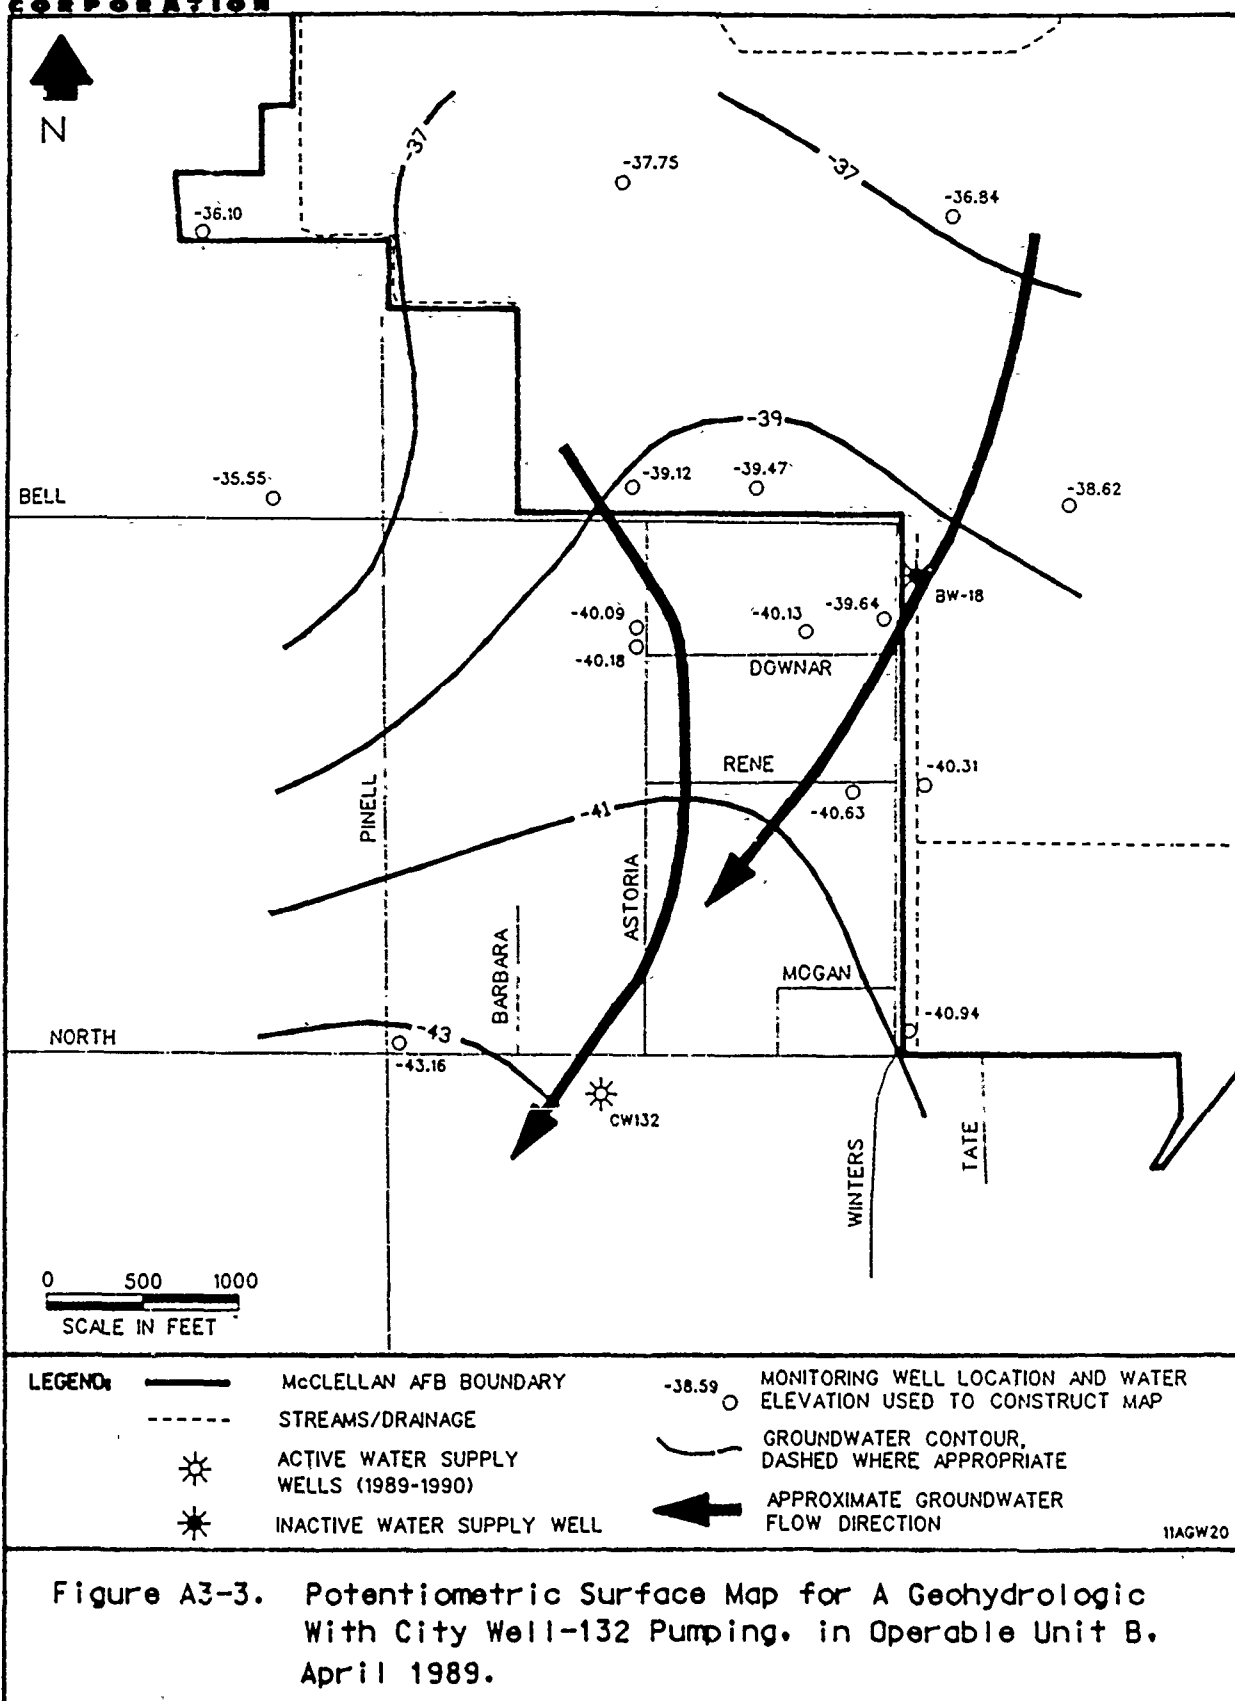 CORPORATION
N
-37
-37
-37.75
-36.84
-36.10
-39
-35.55
-39.12
-39.47
-38.62
BELL
BW-18
-40.09
-40.13
-39.64
-40.18
DOWNAR
RENE
-40.31
-40.63
-41
PINELL
ASTORIA
BARBARA
MOGAN
NORTH
-43
-43.16
-40.94
CW132
WINTERS
TATE
0 500 1000
SCALE IN FEET
LEGEND:
McCLELLAN AFB BOUNDARY
STREAMS/DRAINAGE
ACTIVE WATER SUPPLY
WELLS (1989-1990)
INACTIVE WATER SUPPLY WELL
-38.59
MONITORING WELL LOCATION AND WATER
ELEVATION USED TO CONSTRUCT MAP
GROUNDWATER CONTOUR,
DASHED WHERE APPROPRIATE
APPROXIMATE GROUNDWATER
FLOW DIRECTION
11AGW20
Figure A3-3. Potentiometric Surface Map for A Geohydrologic
With City Well-132 Pumping, in Operable Unit B,
April 1989.